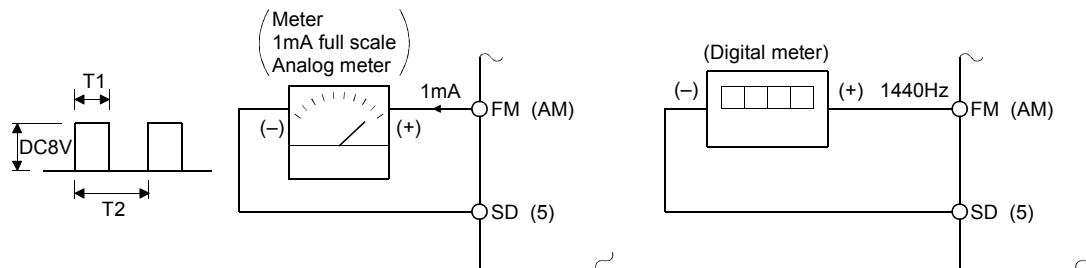 T1
DC8V
T2
Meter
1mA full scale
Analog meter
1mA
(–)
(+)
FM (AM)
SD (5)
(Digital meter)
(–)
(+)
1440Hz
FM (AM)
SD (5)